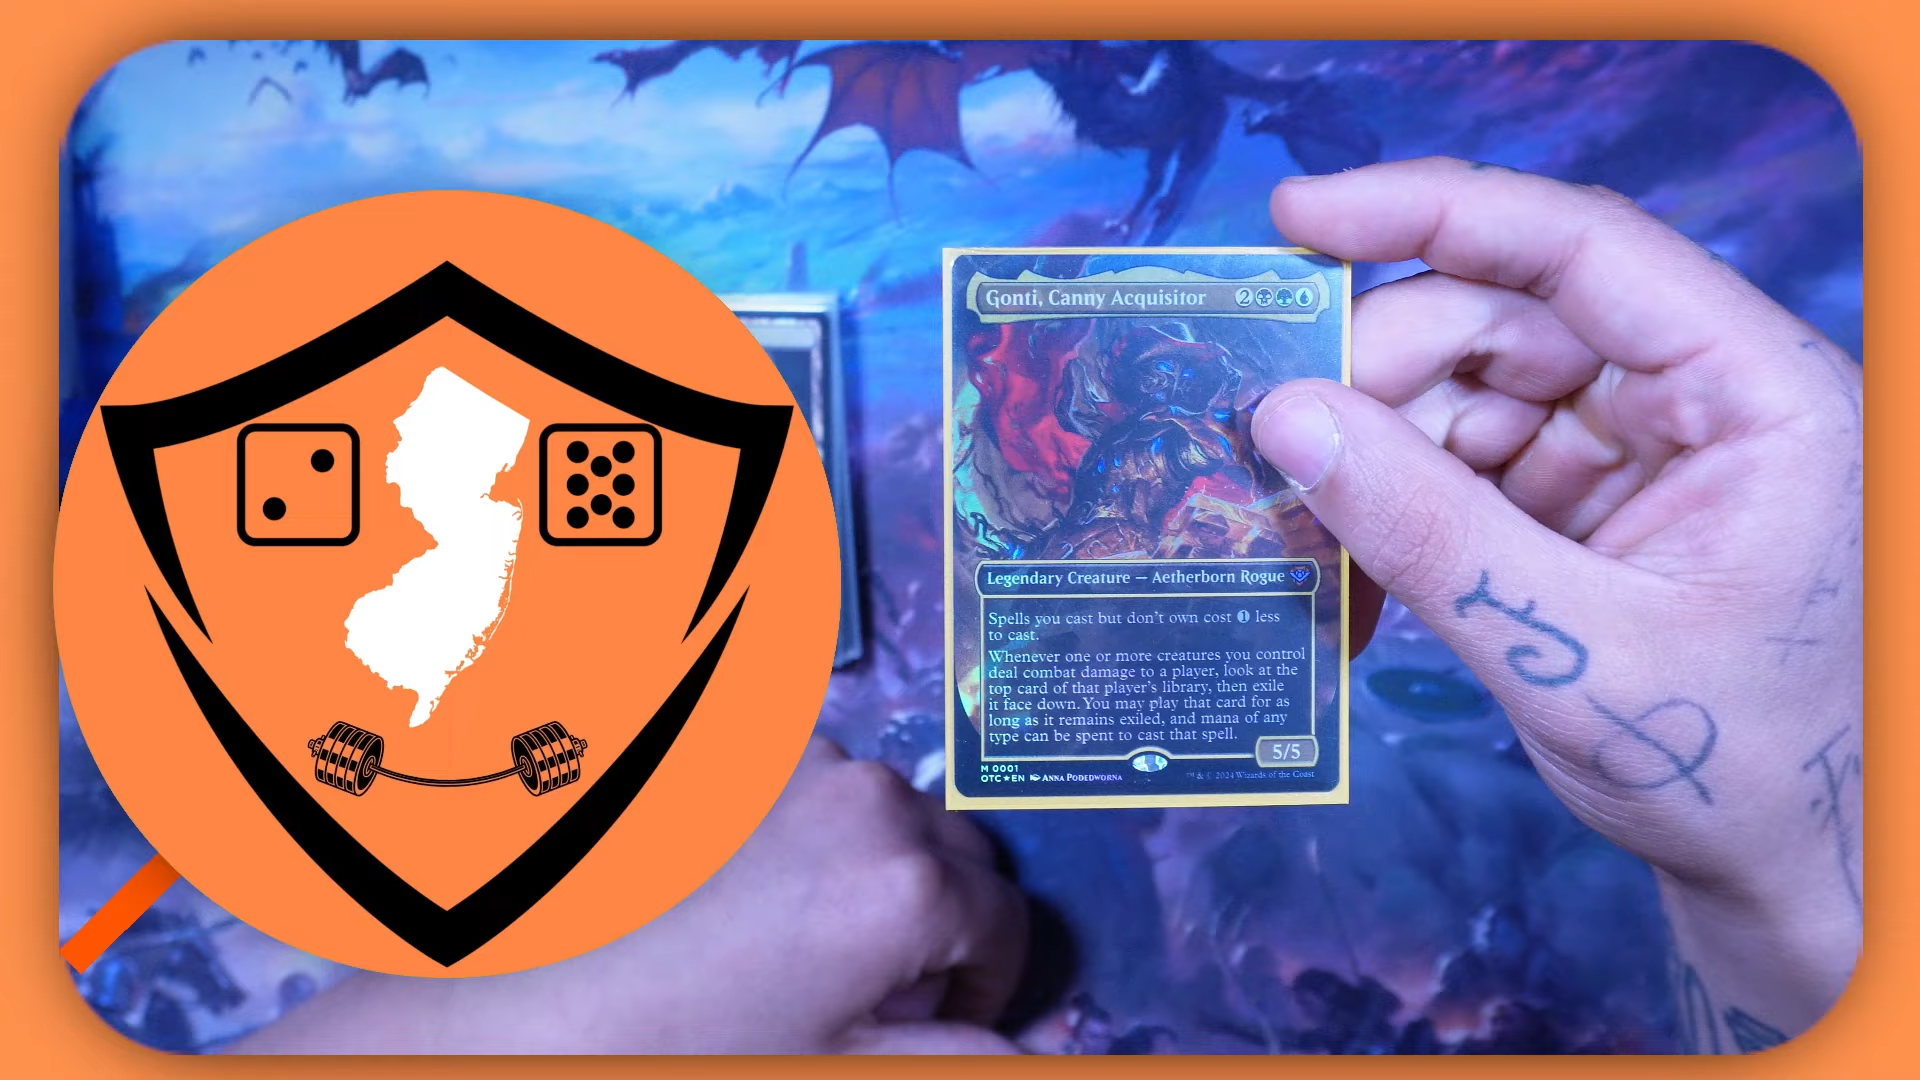 Gonti, Canny Acquisitor 2
Legendary Creature — Aetherborn Rogue
Spells you cast but don't own cost 1 less
to cast.
Whenever one or more creatures you control
deal combat damage to a player, look at the
top card of that player's library, then exile
it face down. You may play that card for as
long as it remains exiled, and mana of any
type can be spent to cast that spell.
5/5
M 0001
OTC★EN ANNA PODEDWORNA
™ & © 2024 Wizards of the Coast